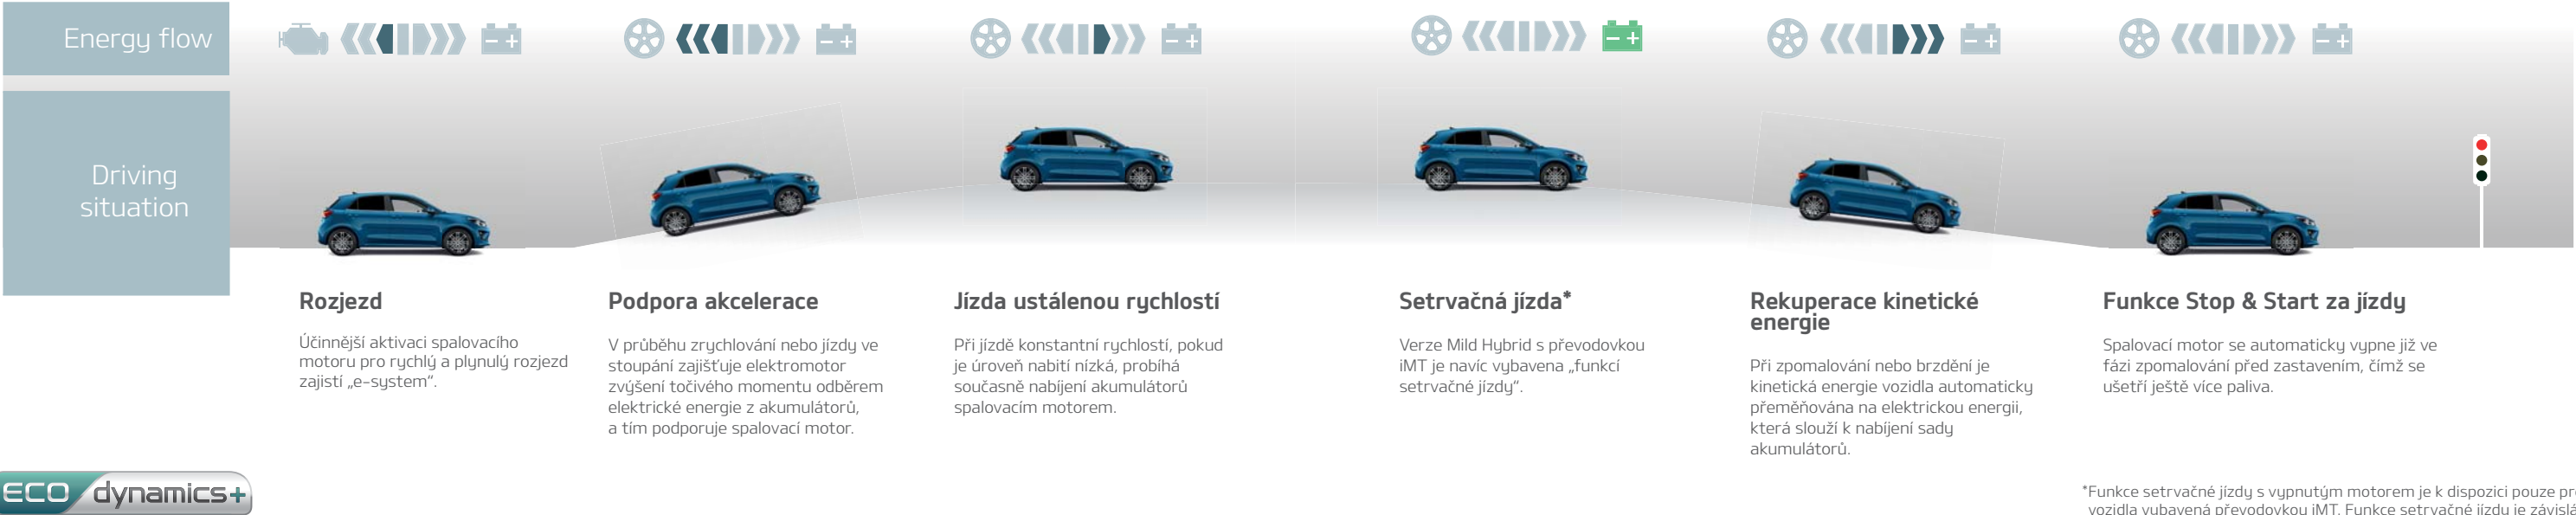 Energy flow
Driving
situation
Rozjezd
Účinnější aktivaci spalovacího
motoru pro rychlý a plynulý rozjezd
zajistí „e-system“.
Podpora akcelerace
V průběhu zrychlování nebo jízdy ve
stoupání zajišťuje elektromotor
zvýšení točivého momentu odběrem
elektrické energie z akumulátorů,
a tím podporuje spalovací motor.
Jízda ustálenou rychlostí
Při jízdě konstantní rychlostí, pokud
je úroveň nabití nízká, probíhá
současně nabíjení akumulátorů
spalovacím motorem.
Setrvačná jízda*
Verze Mild Hybrid s převodovkou
iMT je navíc vybavena „funkcí
setrvačné jízdy“.
Rekuperace kinetické
energie
Při zpomalování nebo brzdění je
kinetická energie vozidla automaticky
přeměňována na elektrickou energii,
která slouží k nabíjení sady
akumulátorů.
Funkce Stop & Start za jízdy
Spalovací motor se automaticky vypne již ve
fázi zpomalování před zastavením, čímž se
ušetří ještě více paliva.
ECO dynamics+
*Funkce setrvačné jízdy s vypnutým motorem je k dispozici pouze pro
vozidla vybavená převodovkou iMT. Funkce setrvačné jízdy je závislá